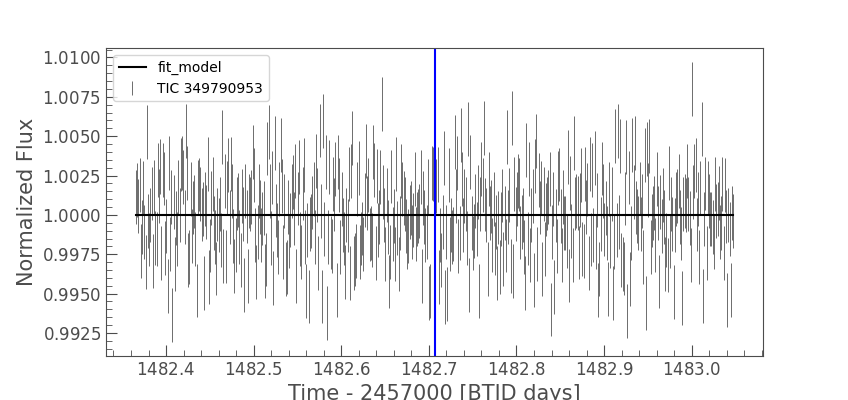 fit_model
TIC 349790953
Normalized Flux
1.0100
1.0075
1.0050
1.0025
1.0000
0.9975
0.9950
0.9925
1482.4 1482.5 1482.6 1482.7 1482.8 1482.9 1483.0
Time - 2457000 [BTJD days]